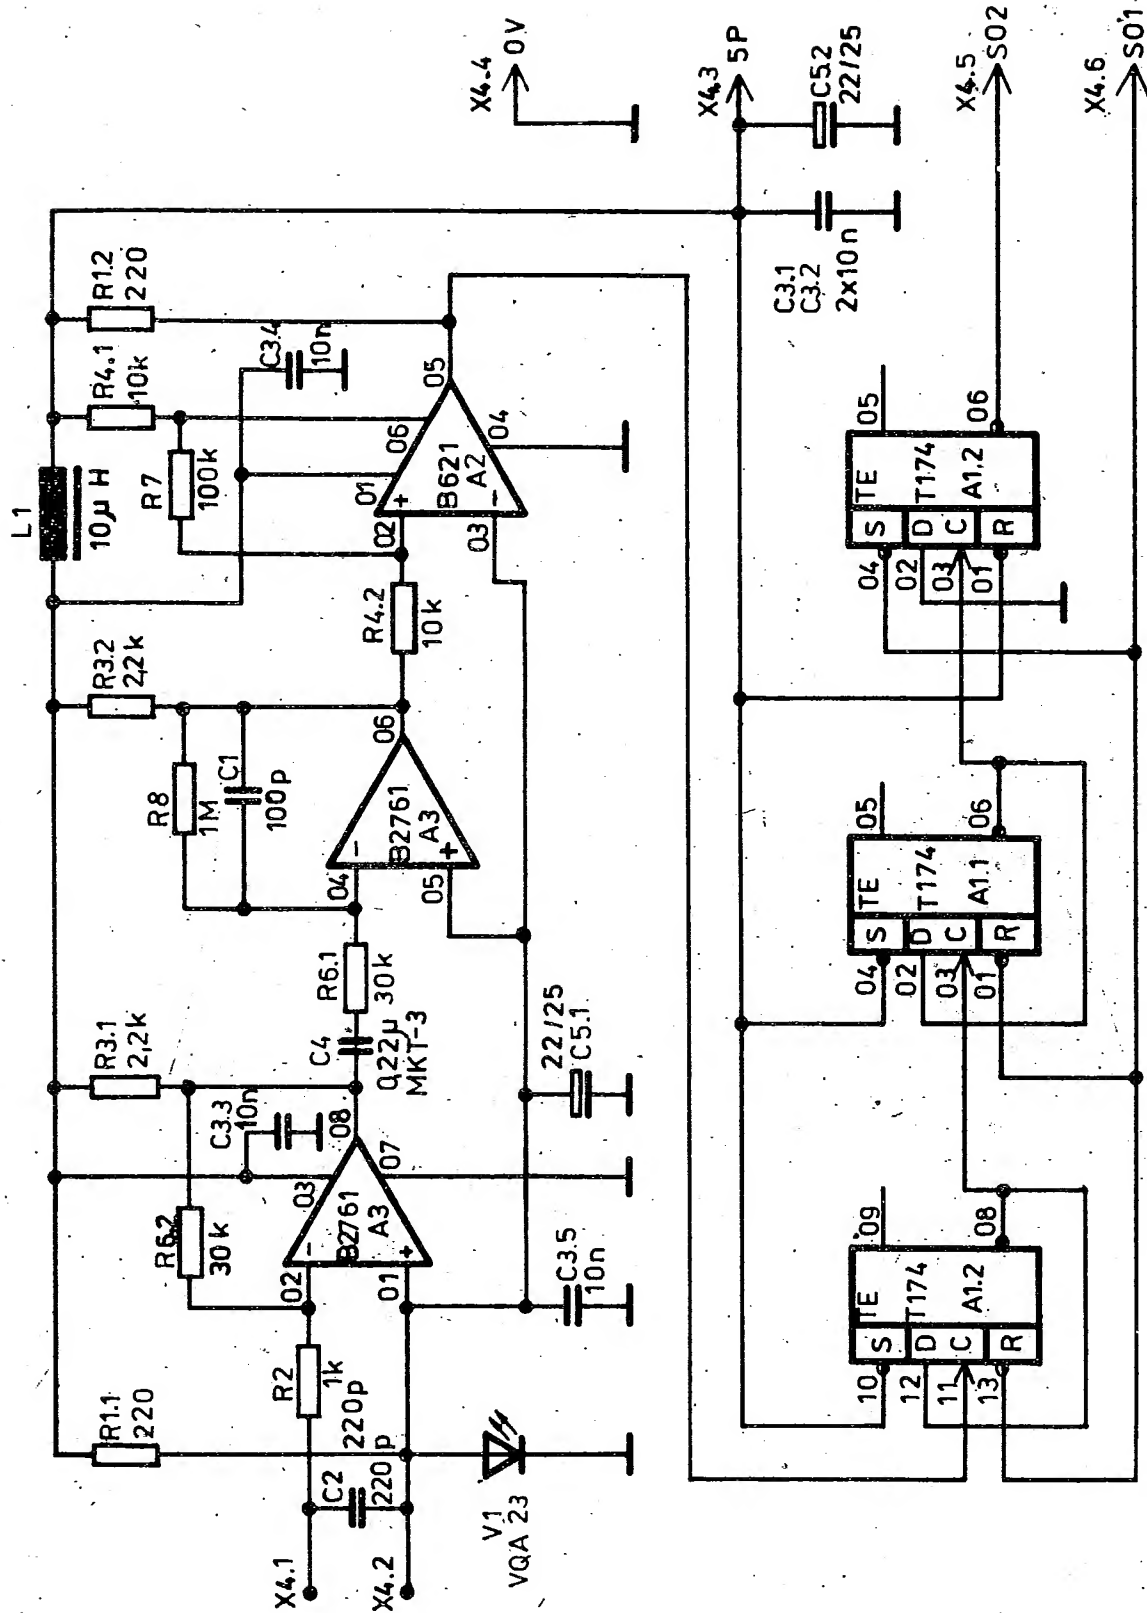 L1
10µH
R1.2
220
R4.1
10k
R7
100k
C3.4
10n
X4.4
0V
R3.2
2,2k
R8
1M
C1
100p
R4.2
10k
01
06
05
02
+
B621
A2
04
03
-
R3.1
2,2k
C3.3
10n
R6.2
30k
C4
0,22µ
MKT-3
R6.1
30k
04
-
B2761
A3
06
05
+
22/25
C5.1
R1.1
220
R2
1k
220p
02
-
03
B2761
A3
08
07
01
+
C3.5
10n
X4.1
C2
220p
X4.2
V1
VQA 23
X4.3
5P
C5.2
22/25
C3.1
C3.2
2x10n
X4.5
SO2
X4.6
SO1
10
12
11
13
S
D
C
R
TE
T174
A1.2
09
08
04
02
03
01
S
D
C
R
TE
T174
A1.1
05
06
04
02
03
01
S
D
C
R
TE
T174
A1.2
05
06